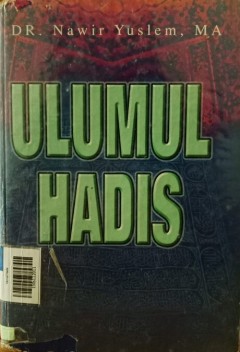 DR. Nawir Yuslem, MA
ULUMUL
HADIS